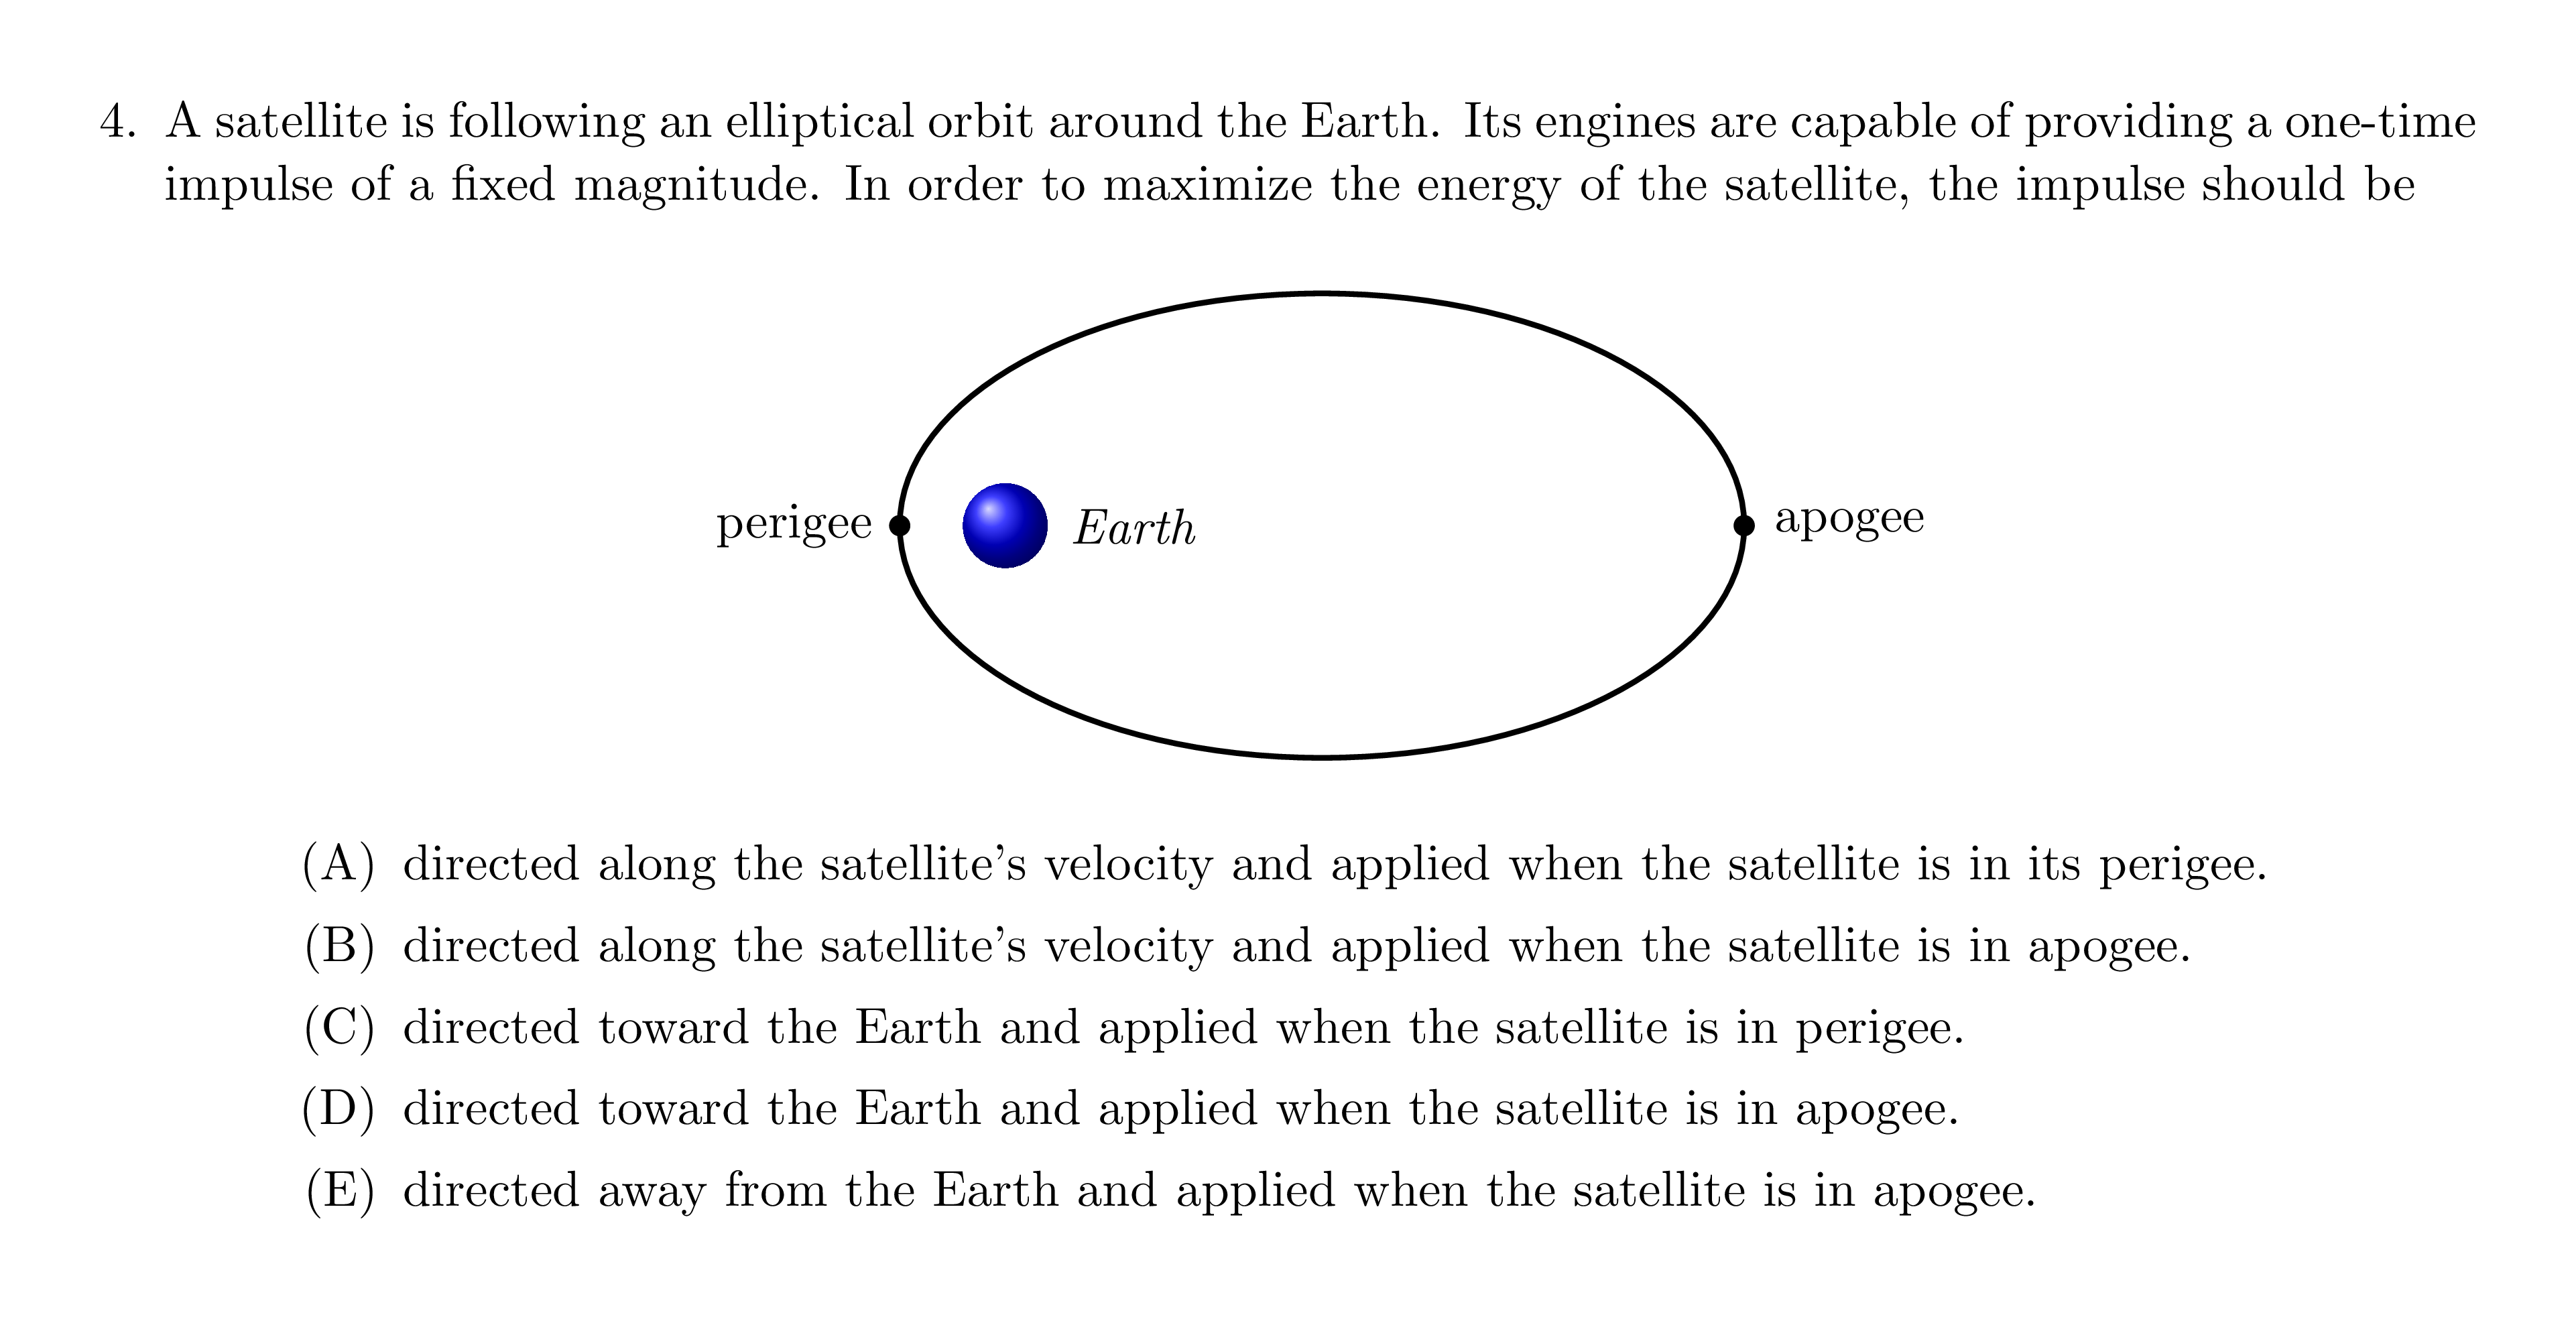 4. A satellite is following an elliptical orbit around the Earth. Its engines are capable of providing a one-time
impulse of a fixed magnitude. In order to maximize the energy of the satellite, the impulse should be
perigee
Earth
apogee
(A) directed along the satellite's velocity and applied when the satellite is in its perigee.
(B) directed along the satellite's velocity and applied when the satellite is in apogee.
(C) directed toward the Earth and applied when the satellite is in perigee.
(D) directed toward the Earth and applied when the satellite is in apogee.
(E) directed away from the Earth and applied when the satellite is in apogee.